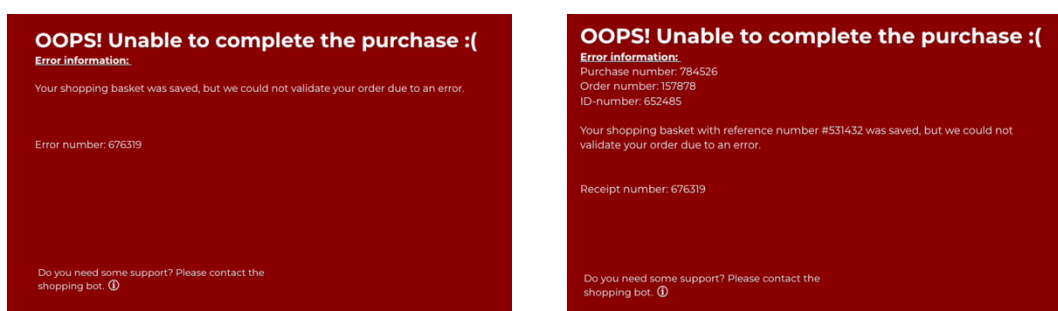 OOPS! Unable to complete the purchase :(
Error information:
Your shopping basket was saved, but we could not validate your order due to an error.
Error number: 676319
Do you need some support? Please contact the
shopping bot.
OOPS! Unable to complete the purchase :(
Error information:
Purchase number: 784526
Order number: 157878
ID-number: 652485
Your shopping basket with reference number #531432 was saved, but we could not
validate your order due to an error.
Receipt number: 676319
Do you need some support? Please contact the
shopping bot.